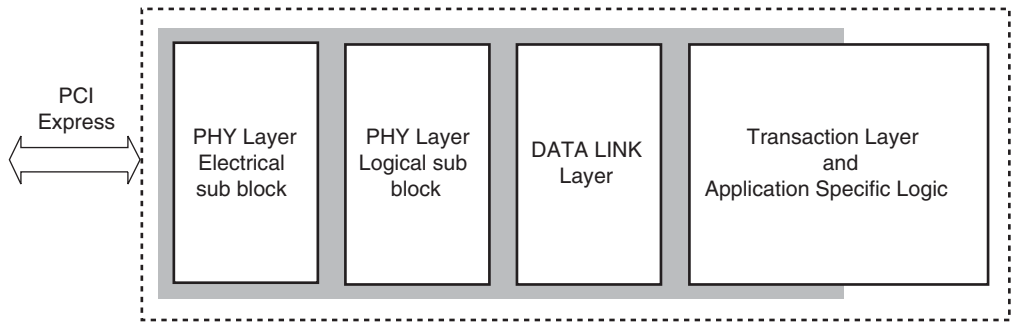 PCI
Express
PHY Layer
Electrical
sub block
PHY Layer
Logical sub
block
DATA LINK
Layer
Transaction Layer
and
Application Specific Logic